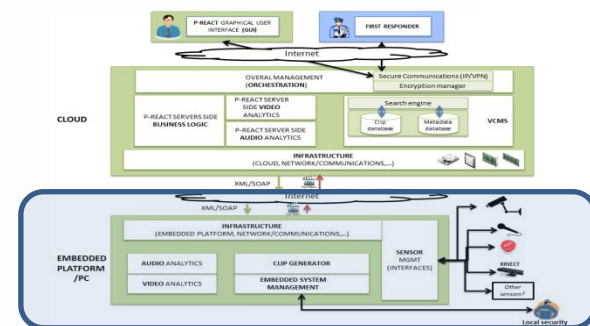 P-REACT GRAPHICAL USER
INTERFACE (GUI)
FIRST RESPONDER
Internet
OVERAL MANAGEMENT
(ORCHESTRATION)
Secure Communications (IP/VPN)
Encryption manager
CLOUD
P-REACT SERVERS SIDE
BUSINESS LOGIC
P-REACT SERVER
SIDE VIDEO
ANALYTICS
P-REACT SERVER SIDE
AUDIO ANALYTICS
Search engine
Clip
database
Metadata
database
VCMS
INFRASTRUCTURE
(CLOUD, NETWORK/COMMUNICATIONS,...)
XML/SOAP
Internet
XML/SOAP
INFRASTRUCTURE
(EMBEDDED PLATFORM, NETWORK/COMMUNICATIONS,...)
EMBEDDED
PLATFORM
/PC
AUDIO ANALYTICS
VIDEO ANALYTICS
CLIP GENERATOR
EMBEDDED SYSTEM
MANAGEMENT
SENSOR
MGMT
(INTERFACES)
KINECT
Other
sensors?
Local security